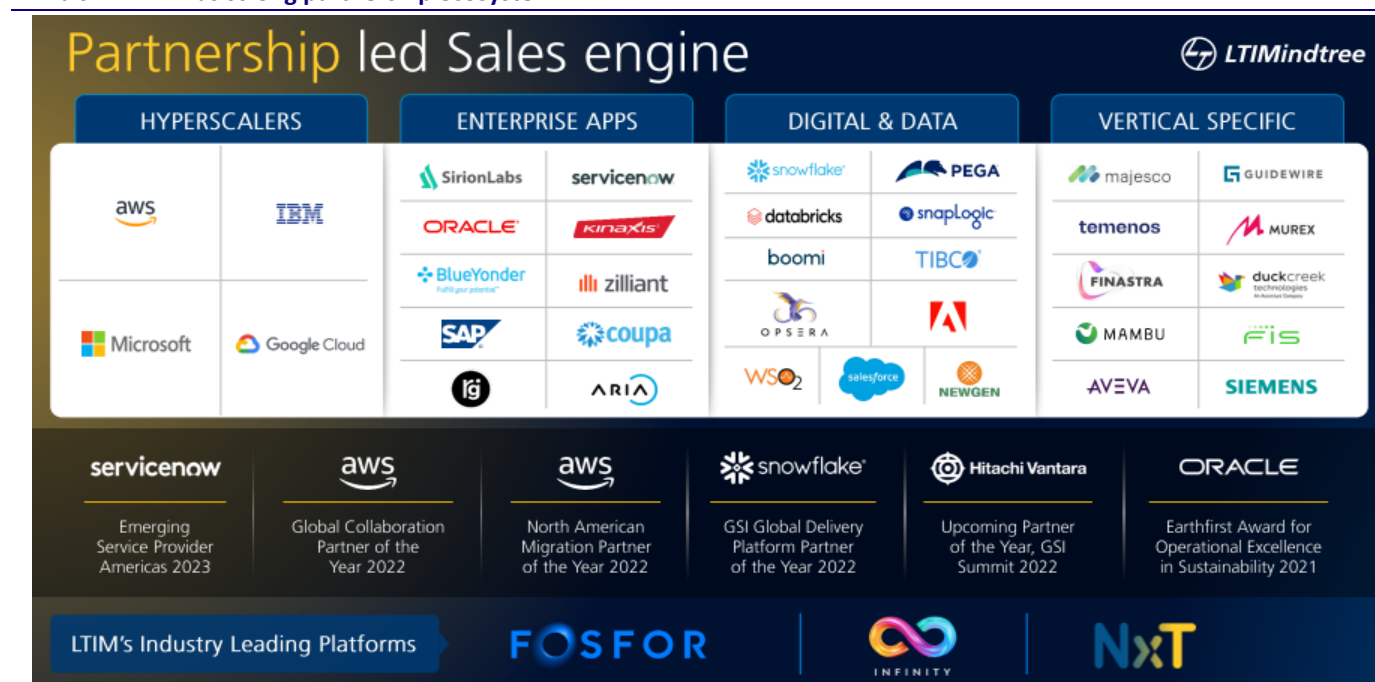 Partnership led Sales engine
LTIMindtree
HYPERSCALERS
ENTERPRISE APPS
DIGITAL & DATA
VERTICAL SPECIFIC
aws
IBM
Microsoft
Google Cloud
SirionLabs
servicenow
ORACLE
KINAXIS
BlueYonder
Fulfill your potential™
zilliant
SAP
coupa
rg
ARIA
snowflake
PEGA
databricks
snapLogic
boomi
TIBCO
OPSERA
WSO2
salesforce
NEWGEN
majesco
GUIDEWIRE
temenos
MUREX
FINASTRA
duckcreek
technologies
MAMBU
FIS
AVEVA
SIEMENS
servicenow
Emerging
Service Provider
Americas 2023
aws
Global Collaboration
Partner of the
Year 2022
aws
North American
Migration Partner
of the Year 2022
snowflake
GSI Global Delivery
Platform Partner
of the Year 2022
Hitachi Vantara
Upcoming Partner
of the Year, GSI
Summit 2022
ORACLE
Earthfirst Award for
Operational Excellence
in Sustainability 2021
LTIM's Industry Leading Platforms
FOSFOR
INFINITY
NxT